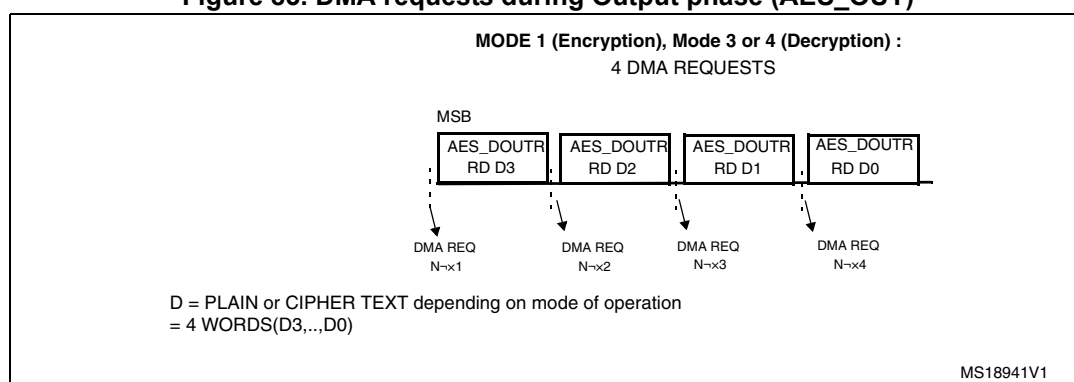 Figure 86. DMA requests during Output phase (AES_OUT)
MODE 1 (Encryption), Mode 3 or 4 (Decryption) :
4 DMA REQUESTS
MSB
AES_DOUTR AES_DOUTR AES_DOUTR AES_DOUTR
RD D3 RD D2 RD D1 RD D0
DMA REQ DMA REQ DMA REQ DMA REQ
N¬×1 N¬×2 N¬×3 N¬×4
D = PLAIN or CIPHER TEXT depending on mode of operation
= 4 WORDS(D3,..,D0)
MS18941V1